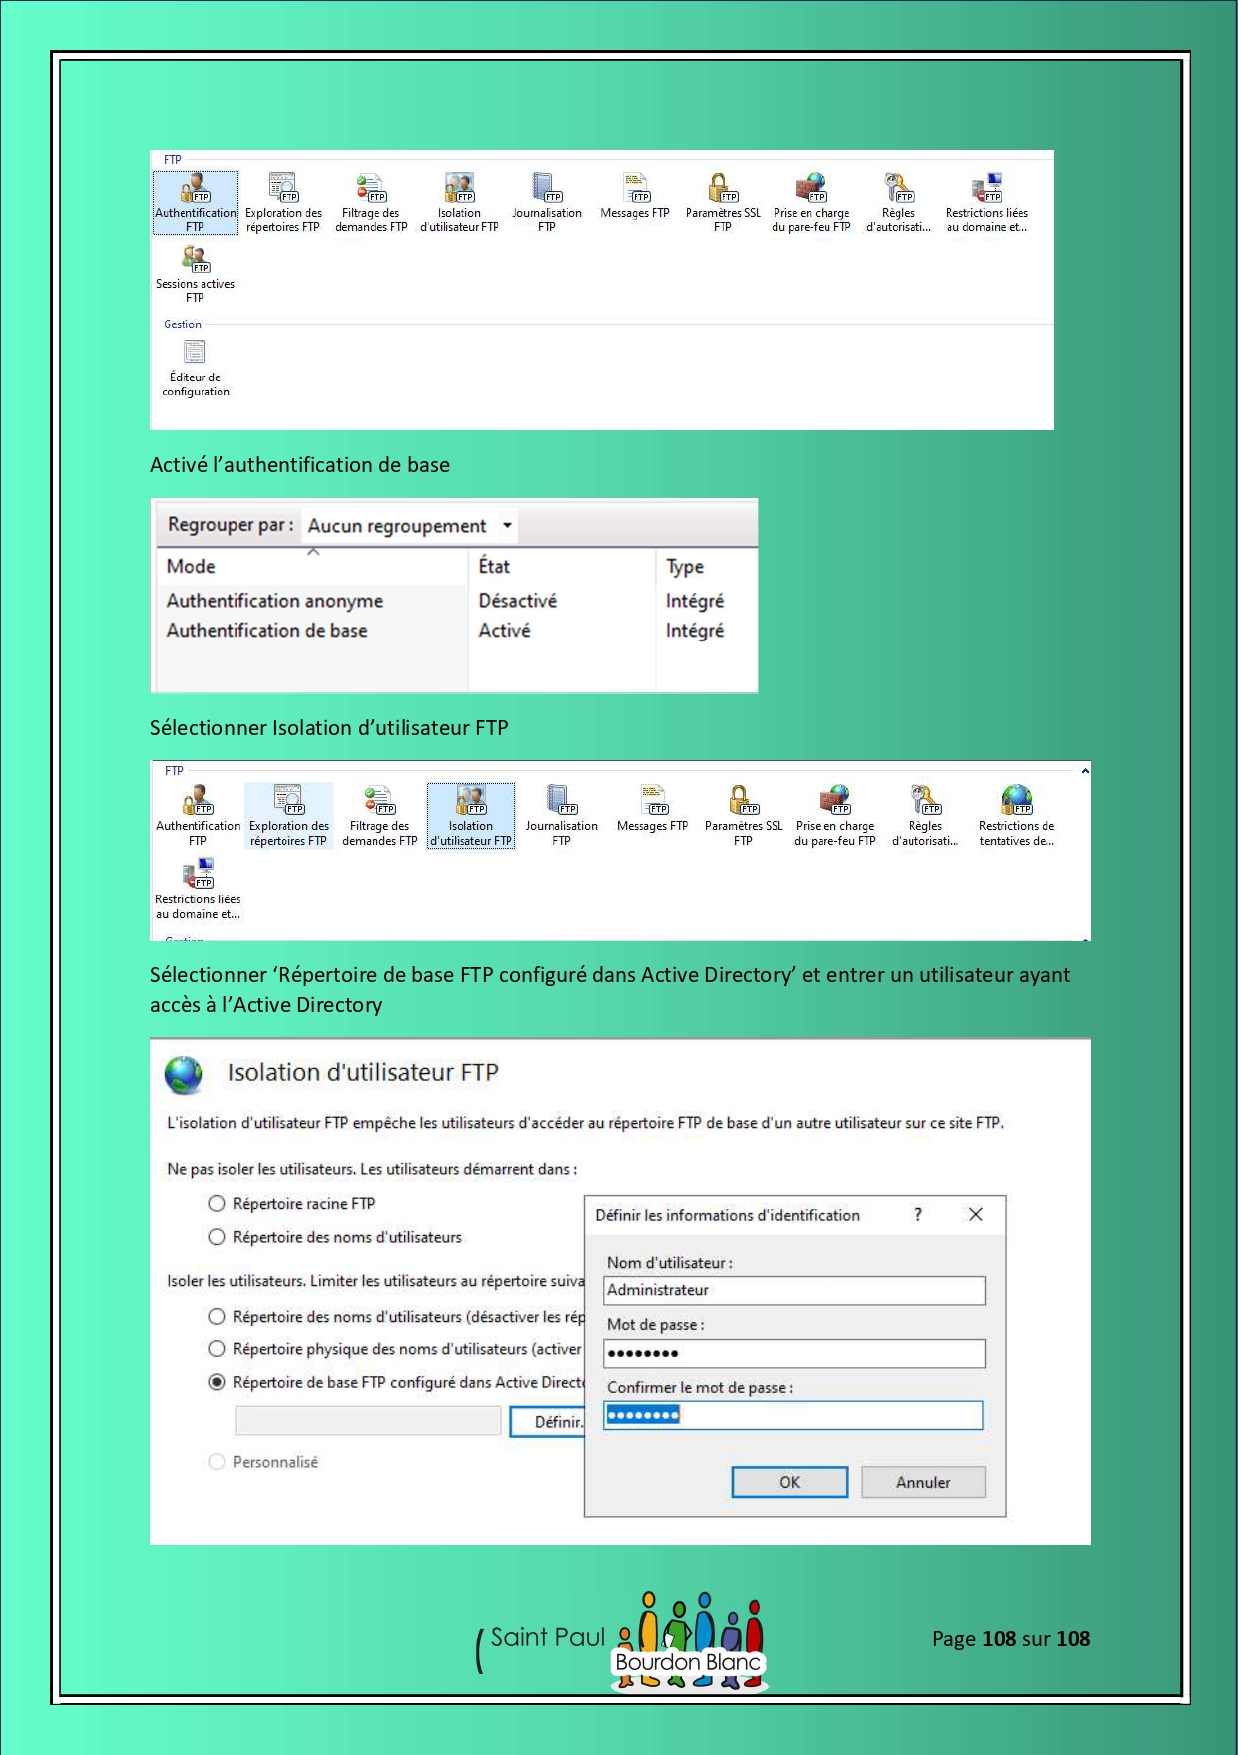 FTP
Authentification FTP
Exploration des répertoires FTP
Filtrage des demandes FTP
Isolation d'utilisateur FTP
Journalisation FTP
Messages FTP
Paramètres SSL FTP
Prise en charge du pare-feu FTP
Règles d'autorisati...
Restrictions liées au domaine et...
Sessions actives FTP
Gestion
Éditeur de configuration
Activé l’authentification de base
Regrouper par : Aucun regroupement
Mode État Type
Authentification anonyme Désactivé Intégré
Authentification de base Activé Intégré
Sélectionner Isolation d’utilisateur FTP
FTP
Authentification FTP
Exploration des répertoires FTP
Filtrage des demandes FTP
Isolation d'utilisateur FTP
Journalisation FTP
Messages FTP
Paramètres SSL FTP
Prise en charge du pare-feu FTP
Règles d'autorisati...
Restrictions de tentatives de...
Restrictions liées au domaine et...
Sélectionner ‘Répertoire de base FTP configuré dans Active Directory’ et entrer un utilisateur ayant
accès à l’Active Directory
Isolation d'utilisateur FTP
L'isolation d'utilisateur FTP empêche les utilisateurs d'accéder au répertoire FTP de base d'un autre utilisateur sur ce site FTP.
Ne pas isoler les utilisateurs. Les utilisateurs démarrent dans :
Répertoire racine FTP
Répertoire des noms d'utilisateurs
Isoler les utilisateurs. Limiter les utilisateurs au répertoire suiva
Répertoire des noms d'utilisateurs (désactiver les rép
Répertoire physique des noms d'utilisateurs (activer
Répertoire de base FTP configuré dans Active Direct
Définir.
Personnalisé
Définir les informations d'identification ?
Nom d'utilisateur :
Administrateur
Mot de passe :
●●●●●●●●
Confirmer le mot de passe :
●●●●●●●●
OK Annuler
Saint Paul
Bourdon Blanc
Page 108 sur 108